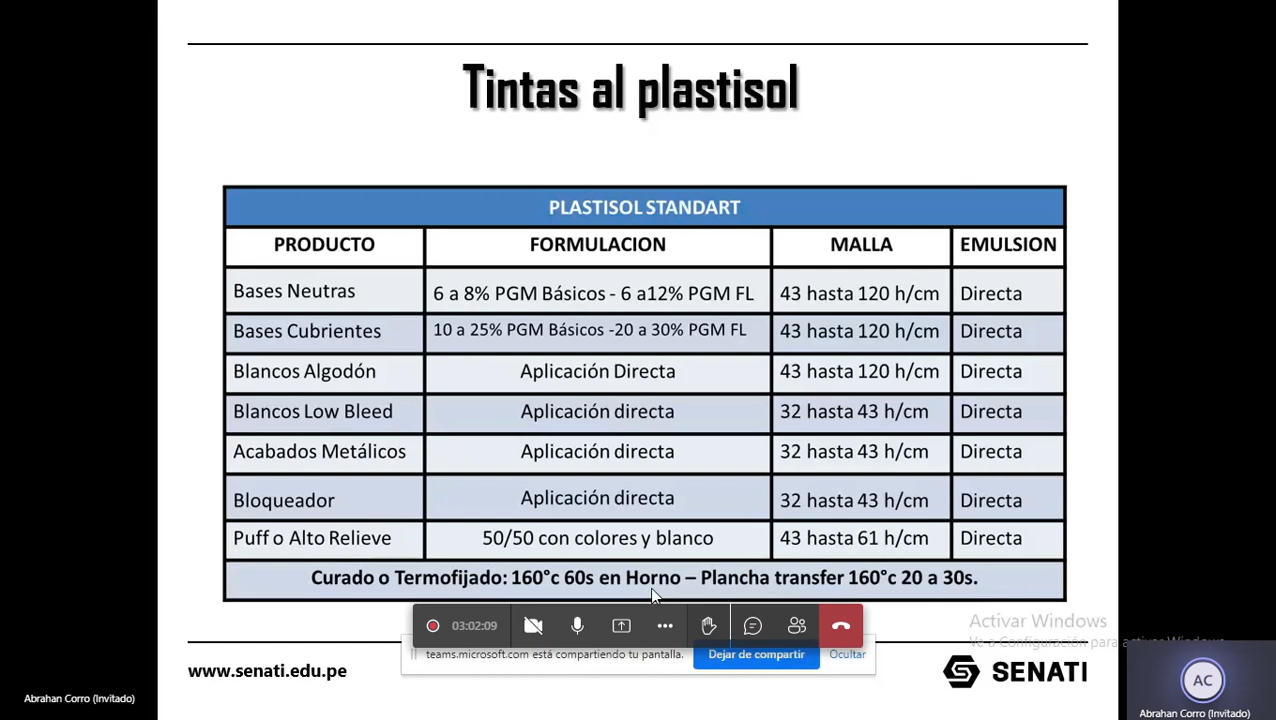 Tintas al plastisol
PLASTISOL STANDART
PRODUCTO FORMULACION MALLA EMULSION
Bases Neutras 6 a 8% PGM Básicos - 6 a12% PGM FL 43 hasta 120 h/cm Directa
Bases Cubrientes 10 a 25% PGM Básicos -20 a 30% PGM FL 43 hasta 120 h/cm Directa
Blancos Algodón Aplicación Directa 43 hasta 120 h/cm Directa
Blancos Low Bleed Aplicación directa 32 hasta 43 h/cm Directa
Acabados Metálicos Aplicación directa 32 hasta 43 h/cm Directa
Bloqueador Aplicación directa 32 hasta 43 h/cm Directa
Puff o Alto Relieve 50/50 con colores y blanco 43 hasta 61 h/cm Directa
Curado o Termofijado: 160°c 60s en Horno – Plancha transfer 160°c 20 a 30s.
03:02:09
Activar Windows
Ve a Configuración para activar Windows.
teams.microsoft.com está compartiendo tu pantalla. Dejar de compartir Ocultar
www.senati.edu.pe
SENATI
AC
Abrahan Corro (Invitado)
Abrahan Corro (Invitado)